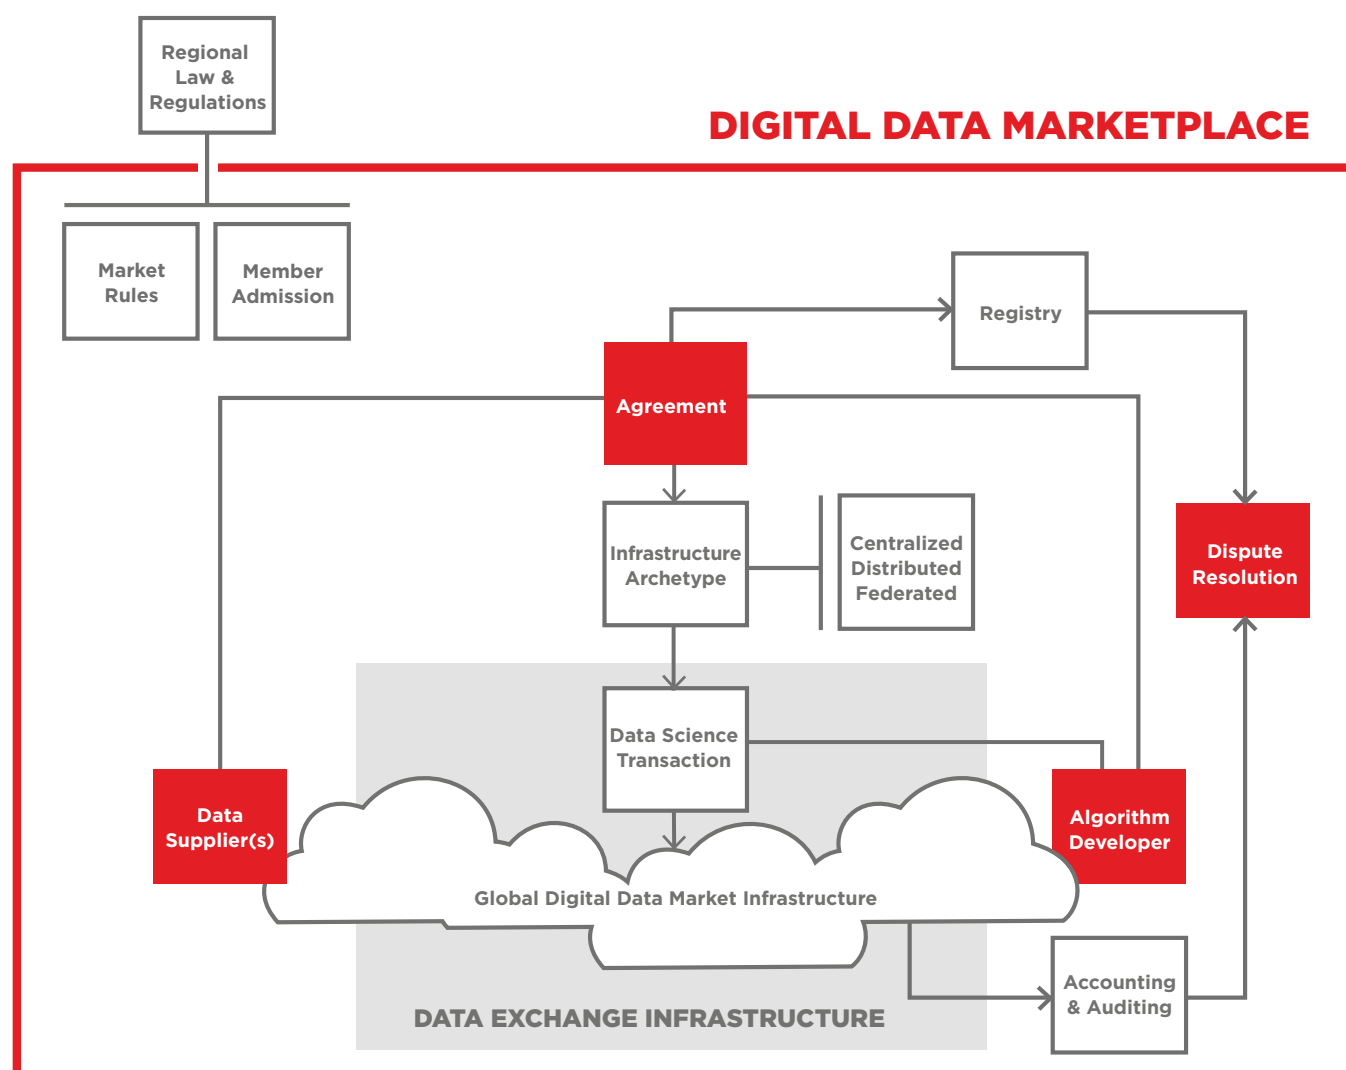 Regional
Law &
Regulations
DIGITAL DATA MARKETPLACE
Market
Rules
Member
Admission
Registry
Agreement
Infrastructure
Archetype
Centralized
Distributed
Federated
Dispute
Resolution
Data Science
Transaction
Data
Supplier(s)
Algorithm
Developer
Global Digital Data Market Infrastructure
Accounting
& Auditing
DATA EXCHANGE INFRASTRUCTURE